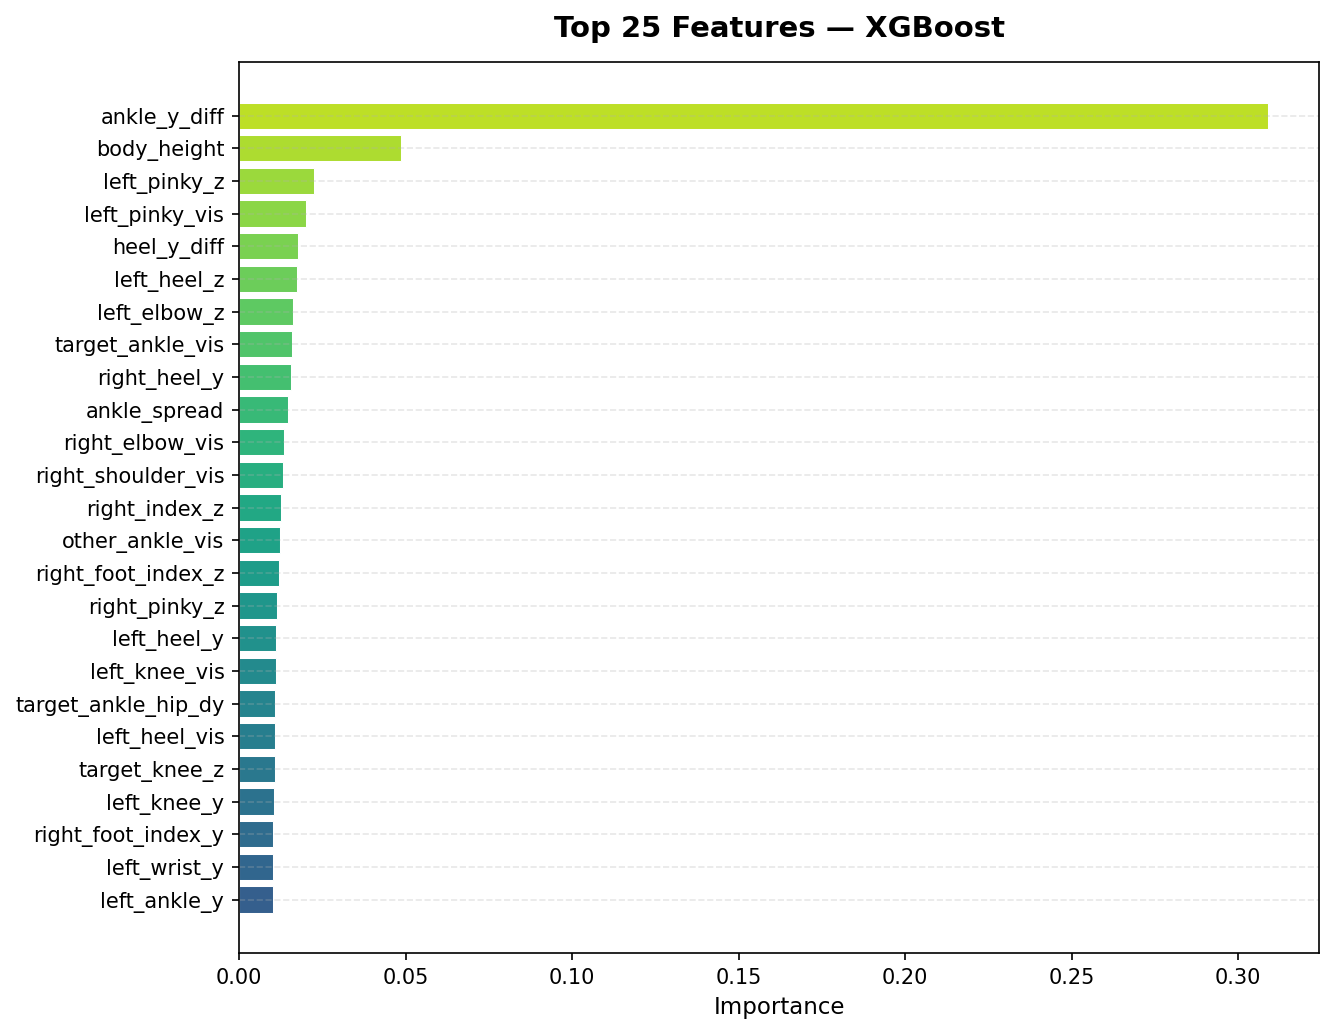 Top 25 Features — XGBoost
ankle_y_diff
body_height
left_pinky_z
left_pinky_vis
heel_y_diff
left_heel_z
left_elbow_z
target_ankle_vis
right_heel_y
ankle_spread
right_elbow_vis
right_shoulder_vis
right_index_z
other_ankle_vis
right_foot_index_z
right_pinky_z
left_heel_y
left_knee_vis
target_ankle_hip_dy
left_heel_vis
target_knee_z
left_knee_y
right_foot_index_y
left_wrist_y
left_ankle_y
0.00 0.05 0.10 0.15 0.20 0.25 0.30
Importance